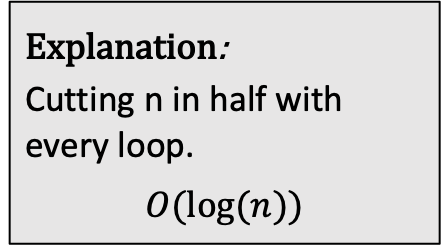 Explanation:
Cutting n in half with
every loop.
O(log(n))